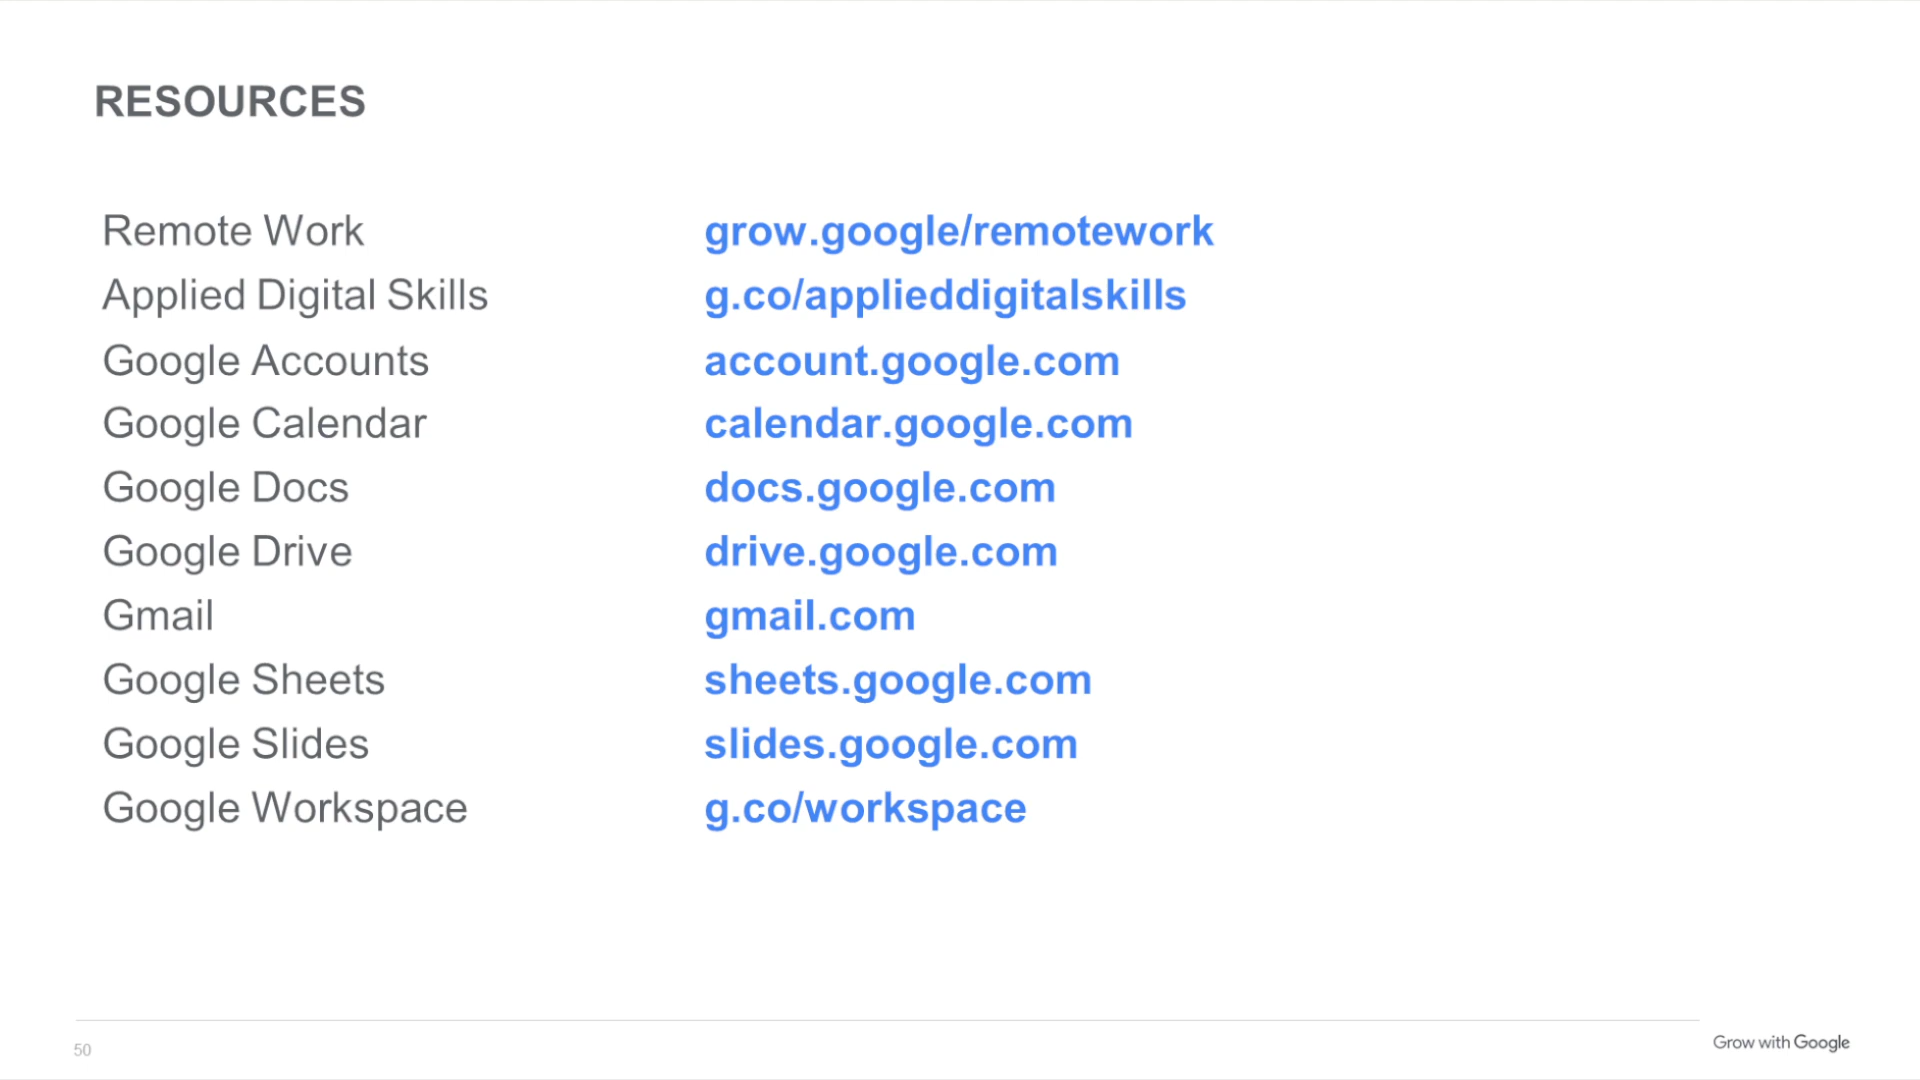 RESOURCES
Remote Work grow.google/remotework
Applied Digital Skills g.co/applieddigitalskills
Google Accounts account.google.com
Google Calendar calendar.google.com
Google Docs docs.google.com
Google Drive drive.google.com
Gmail gmail.com
Google Sheets sheets.google.com
Google Slides slides.google.com
Google Workspace g.co/workspace
50
Grow with Google